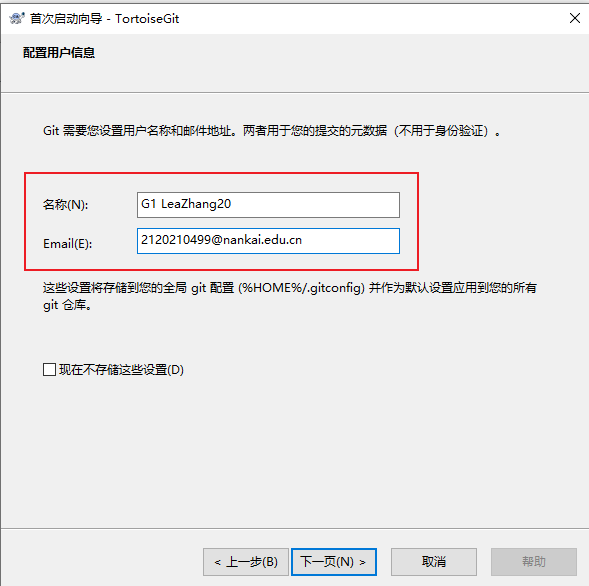 首次启动向导 - TortoiseGit
配置用户信息
Git 需要您设置用户名称和邮件地址。两者用于您的提交的元数据（不用于身份验证）。
名称(N):
G1 LeaZhang20
Email(E):
2120210499@nankai.edu.cn
这些设置将存储到您的全局 git 配置 (%HOME%/.gitconfig) 并作为默认设置应用到您的所有
git 仓库。
现在不存储这些设置(D)
< 上一步(B)
下一页(N) >
取消
帮助